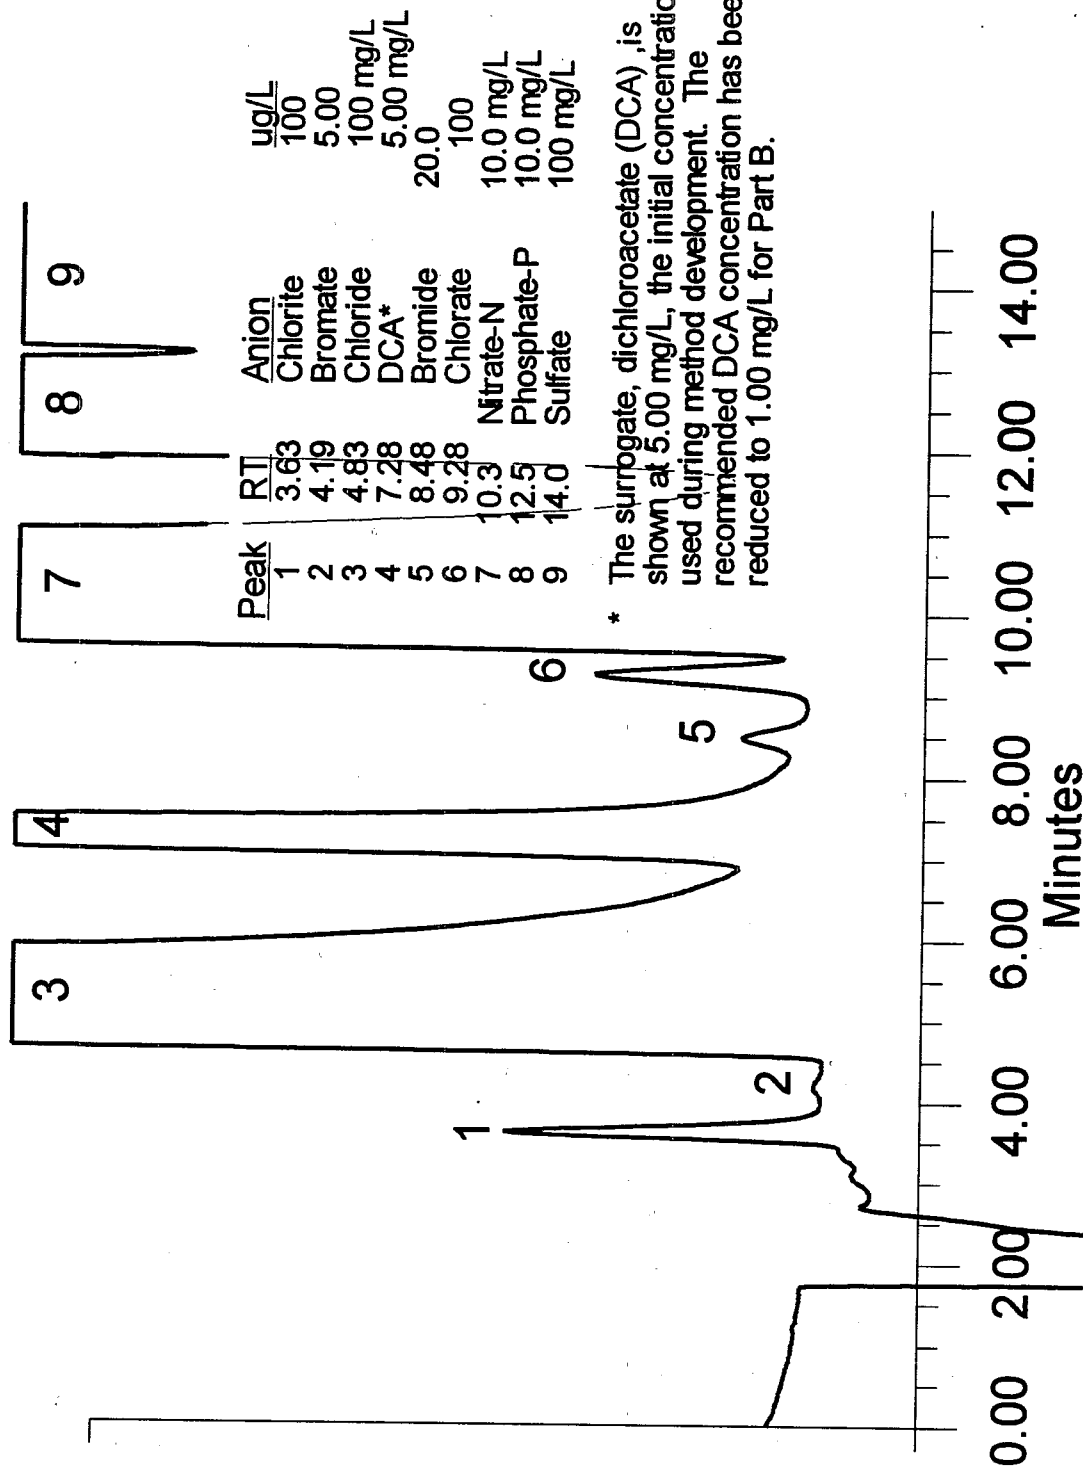 1
2
3
4
5
6
7
8
9
Peak RT Anion ug/L
1 3.63 Chlorite 100
2 4.19 Bromate 5.00
3 4.83 Chloride 100 mg/L
4 7.28 DCA* 5.00 mg/L
5 8.48 Bromide 20.0
6 9.28 Chlorate 100
7 10.3 Nitrate-N 10.0 mg/L
8 12.5 Phosphate-P 10.0 mg/L
9 14.0 Sulfate 100 mg/L
* The surrogate, dichloroacetate (DCA) ,is
shown at 5.00 mg/L, the initial concentratio
used during method development. The
recommended DCA concentration has bee
reduced to 1.00 mg/L for Part B.
0.00 2.00 4.00 6.00 8.00 10.00 12.00 14.00
Minutes